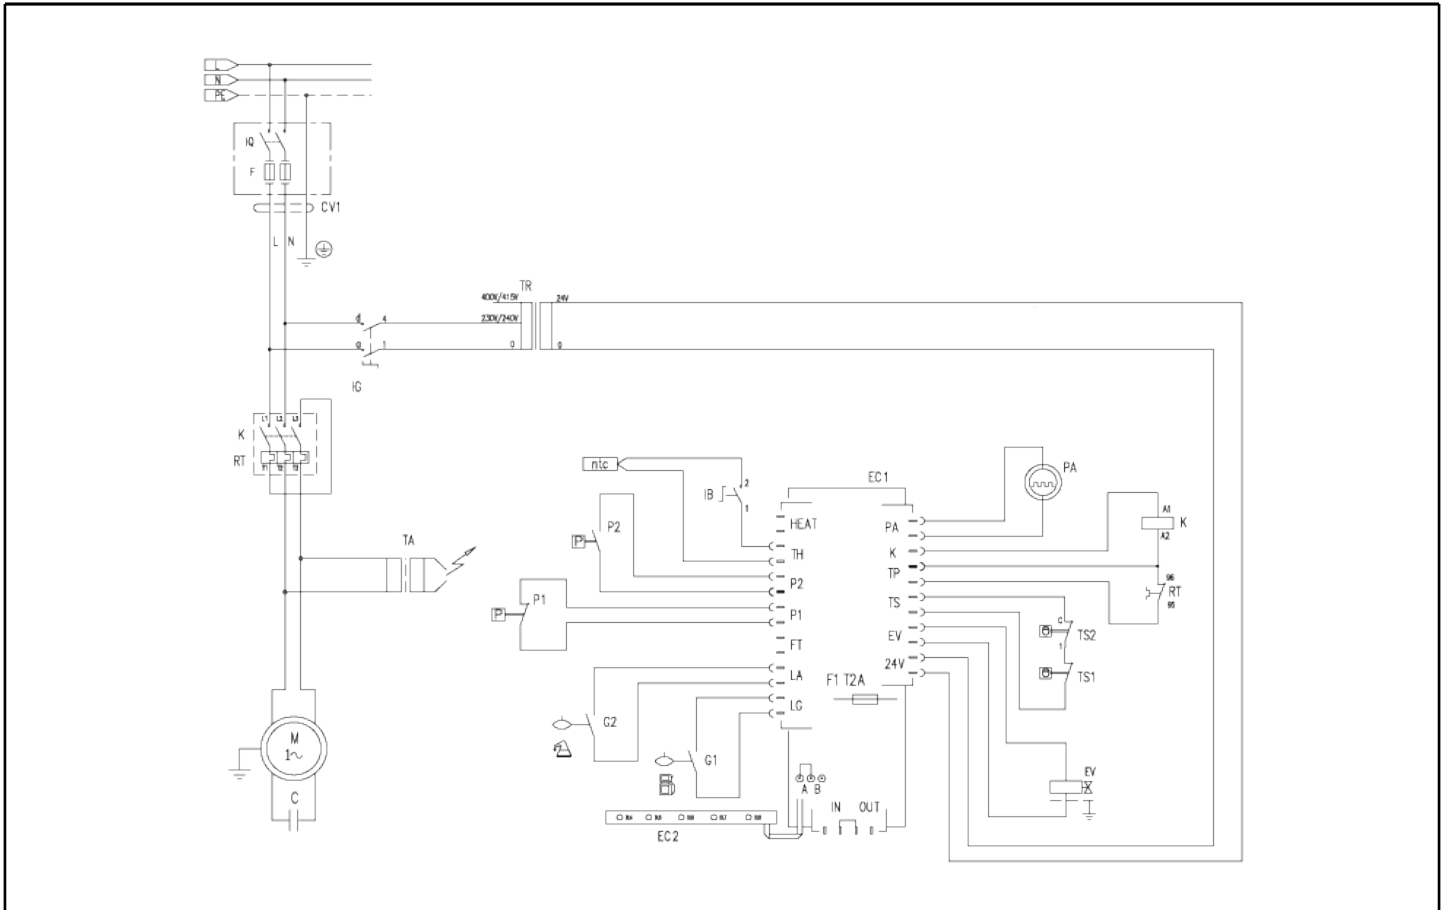 L
N
PE
IQ
F
CV1
L N
TR
400V/415V
24V
d 4
230V/240V
a 1
0
0
IG
L1 L2 L3
K
RT
T1 T2 T3
ntc
EC1
PA
2
IB
1
A1
K
A2
HEAT
PA
P2
P
K
TA
TH
TP
96
RT
95
P2
TS
P1
P
P1
C
TS2
1
EV
FT
24V
LA
F1 T2A
TS1
LG
G2
M
1~
G1
EV
A B
C
IN OUT
EC2